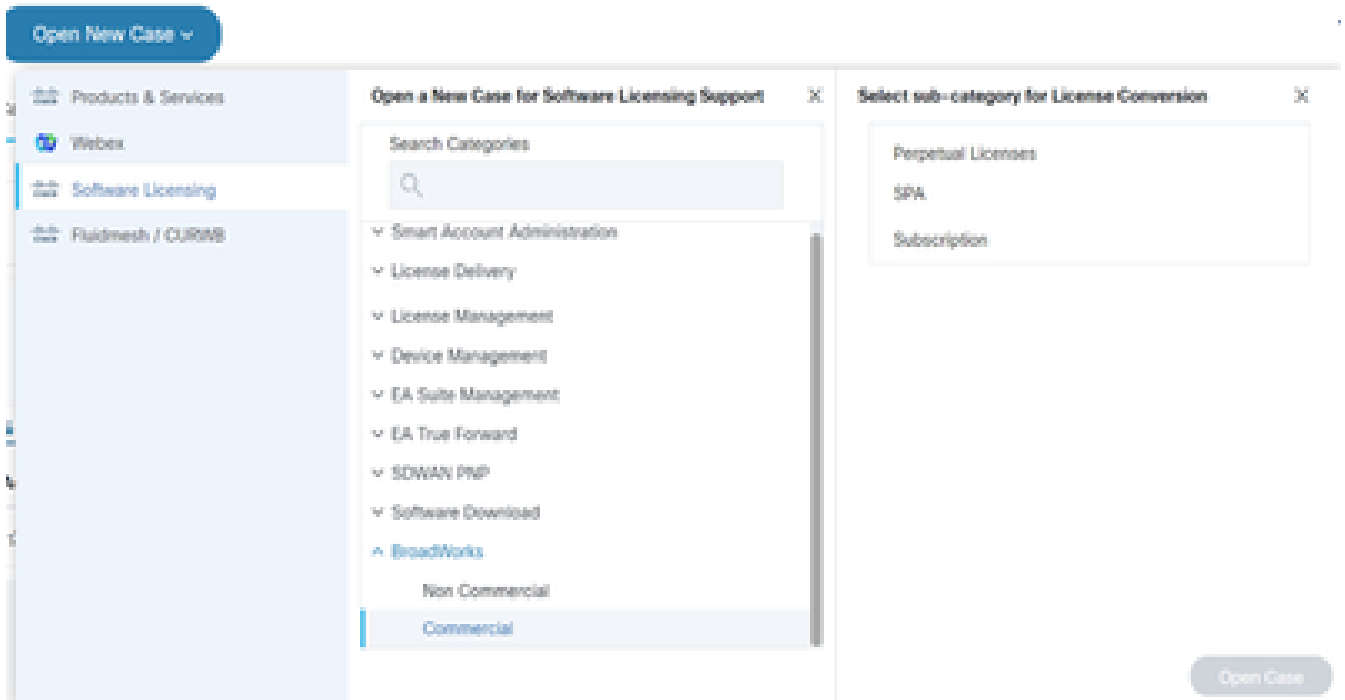 Open New Case
Products & Services
Webex
Software Licensing
Fluidmesh / CURWB
Open a New Case for Software Licensing Support
Search Categories
Smart Account Administration
License Delivery
License Management
Device Management
EA Suite Management
EA True Forward
SDWAN PNP
Software Download
BroadWorks
Non Commercial
Commercial
Select sub-category for License Conversion
Perpetual Licenses
SPA
Subscription
Open Case